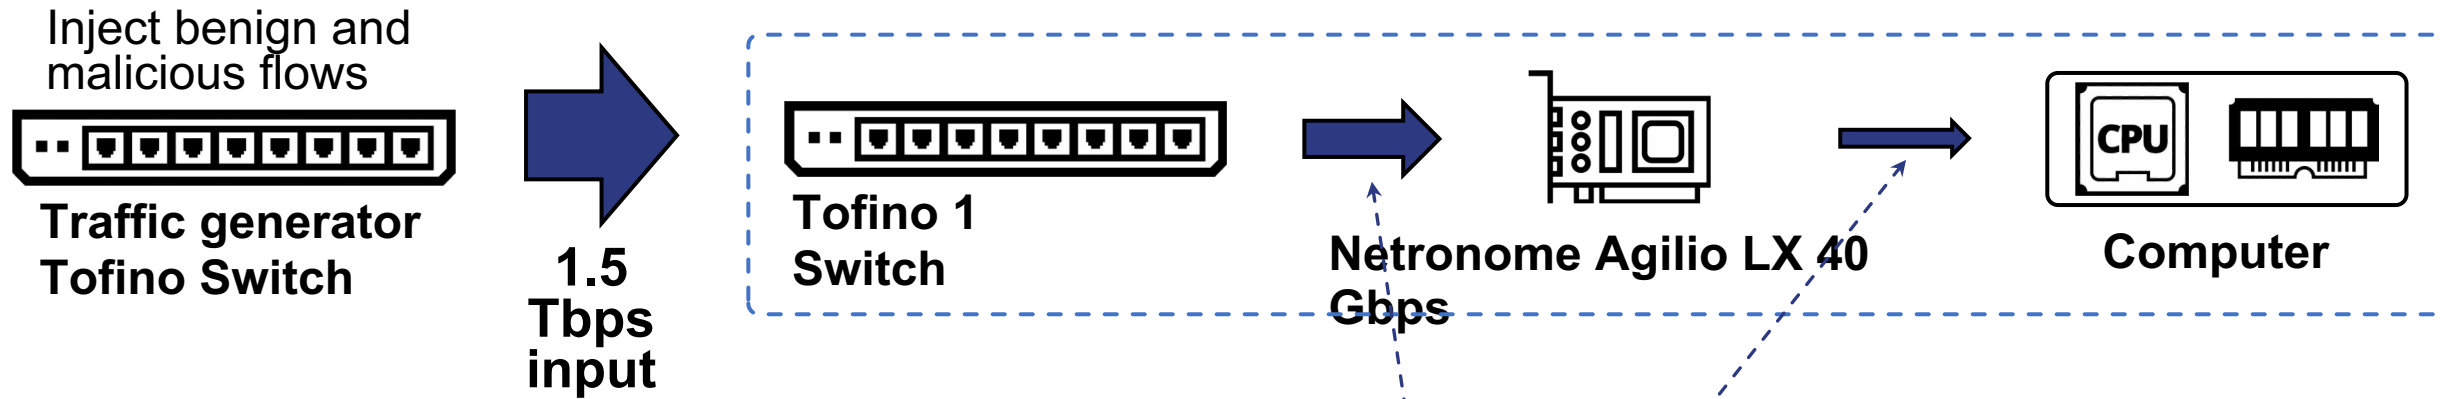 Inject benign and
malicious flows
Traffic generator
Tofino Switch
1.5
Tbps
input
Tofino 1
Switch
Netronome Agilio LX 40
Gbps
CPU
Computer